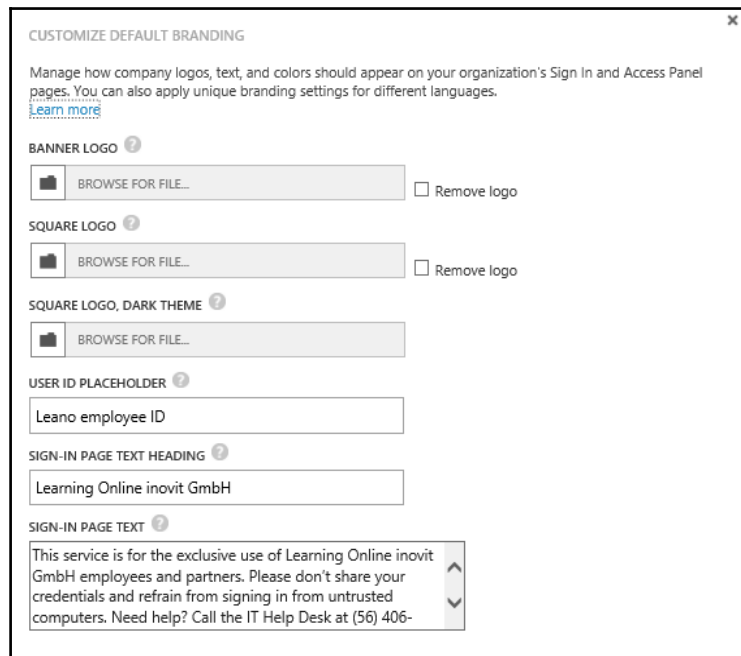 CUSTOMIZE DEFAULT BRANDING
Manage how company logos, text, and colors should appear on your organization's Sign In and Access Panel
pages. You can also apply unique branding settings for different languages.
Learn more
BANNER LOGO ?
BROWSE FOR FILE... Remove logo
SQUARE LOGO ?
BROWSE FOR FILE... Remove logo
SQUARE LOGO, DARK THEME ?
BROWSE FOR FILE...
USER ID PLACEHOLDER ?
Leano employee ID
SIGN-IN PAGE TEXT HEADING ?
Learning Online inovit GmbH
SIGN-IN PAGE TEXT ?
This service is for the exclusive use of Learning Online inovit
GmbH employees and partners. Please don't share your
credentials and refrain from signing in from untrusted
computers. Need help? Call the IT Help Desk at (56) 406-